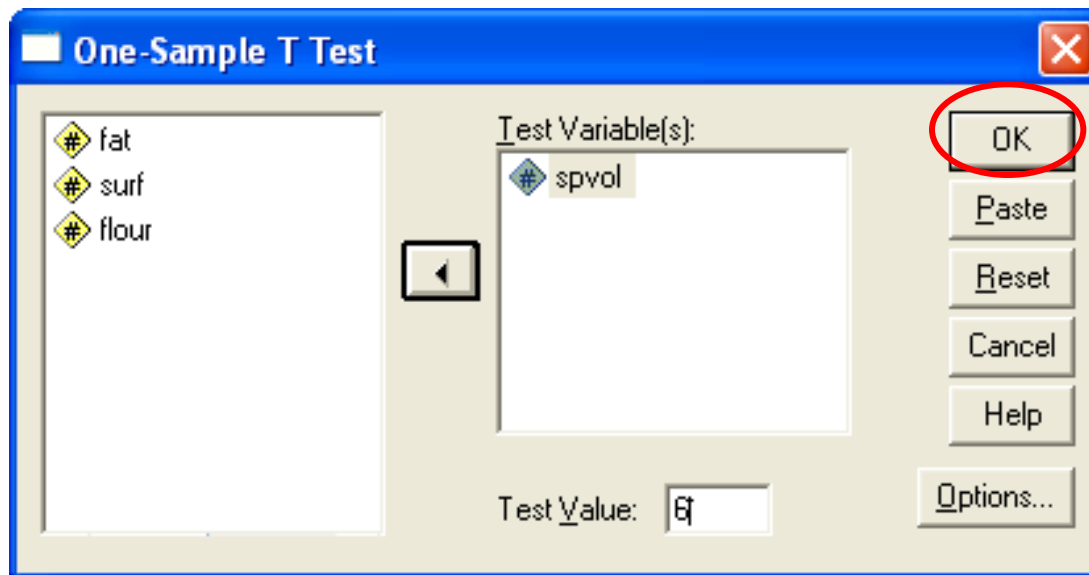 One-Sample T Test
fat
surf
flour
Test Variable(s):
spvol
Test Value: 6
OK
Paste
Reset
Cancel
Help
Options...